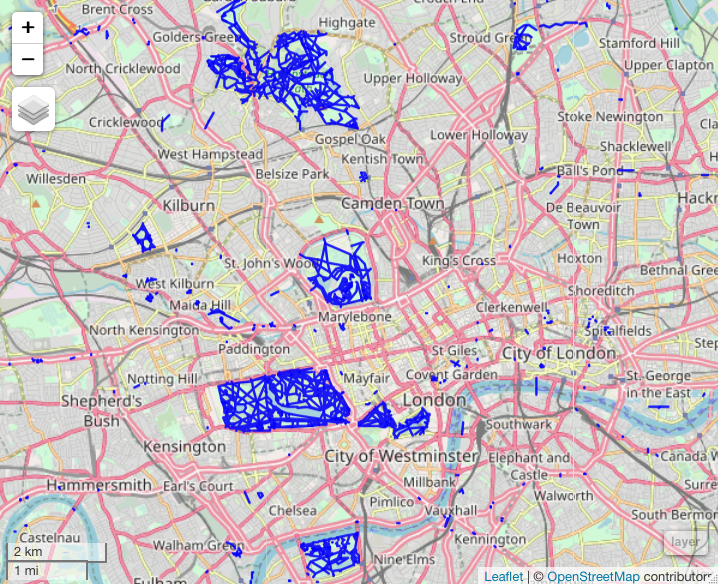 Brent Cross
Golders Green
Highgate
Stroud Green
Stamford Hill
Upper Clapton
North Cricklewood
Upper Holloway
Cricklewood
Stoke Newington
West Hampstead
Gospel Oak
Lower Holloway
Kentish Town
Shacklewell
Willesden
Belsize Park
Ball's Pond
Kilburn
Camden Town
De Beauvoir
Town
St. John's Wood
King's Cross
Hoxton
Bethnal Gree
West Kilburn
Shoreditch
Maida Hill
Clerkenwell
Marylebone
North Kensington
Spitalfields
Paddington
St Giles
City of London
Notting Hill
Mayfair
Covent Garden
St. George
in the East
Shepherd's
Bush
London
Southwark
Kensington
City of Westminster
Elephant and
Castle
Hammersmith
Earl's Court
Millbank
Canada W
Walworth
Chelsea
Pimlico
Vauxhall
South Bermon
Castelnau
Walham Green
Kennington
Nine Elms
Fulham
+
−
2 km
1 mi
layer
Leaflet | © OpenStreetMap contributors